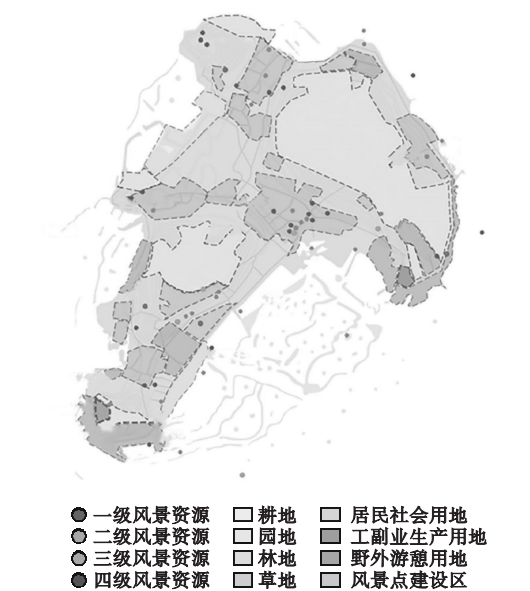 一级风景资源 耕地 居民社会用地
二级风景资源 园地 工副业生产用地
三级风景资源 林地 野外游憩用地
四级风景资源 草地 风景点建设区